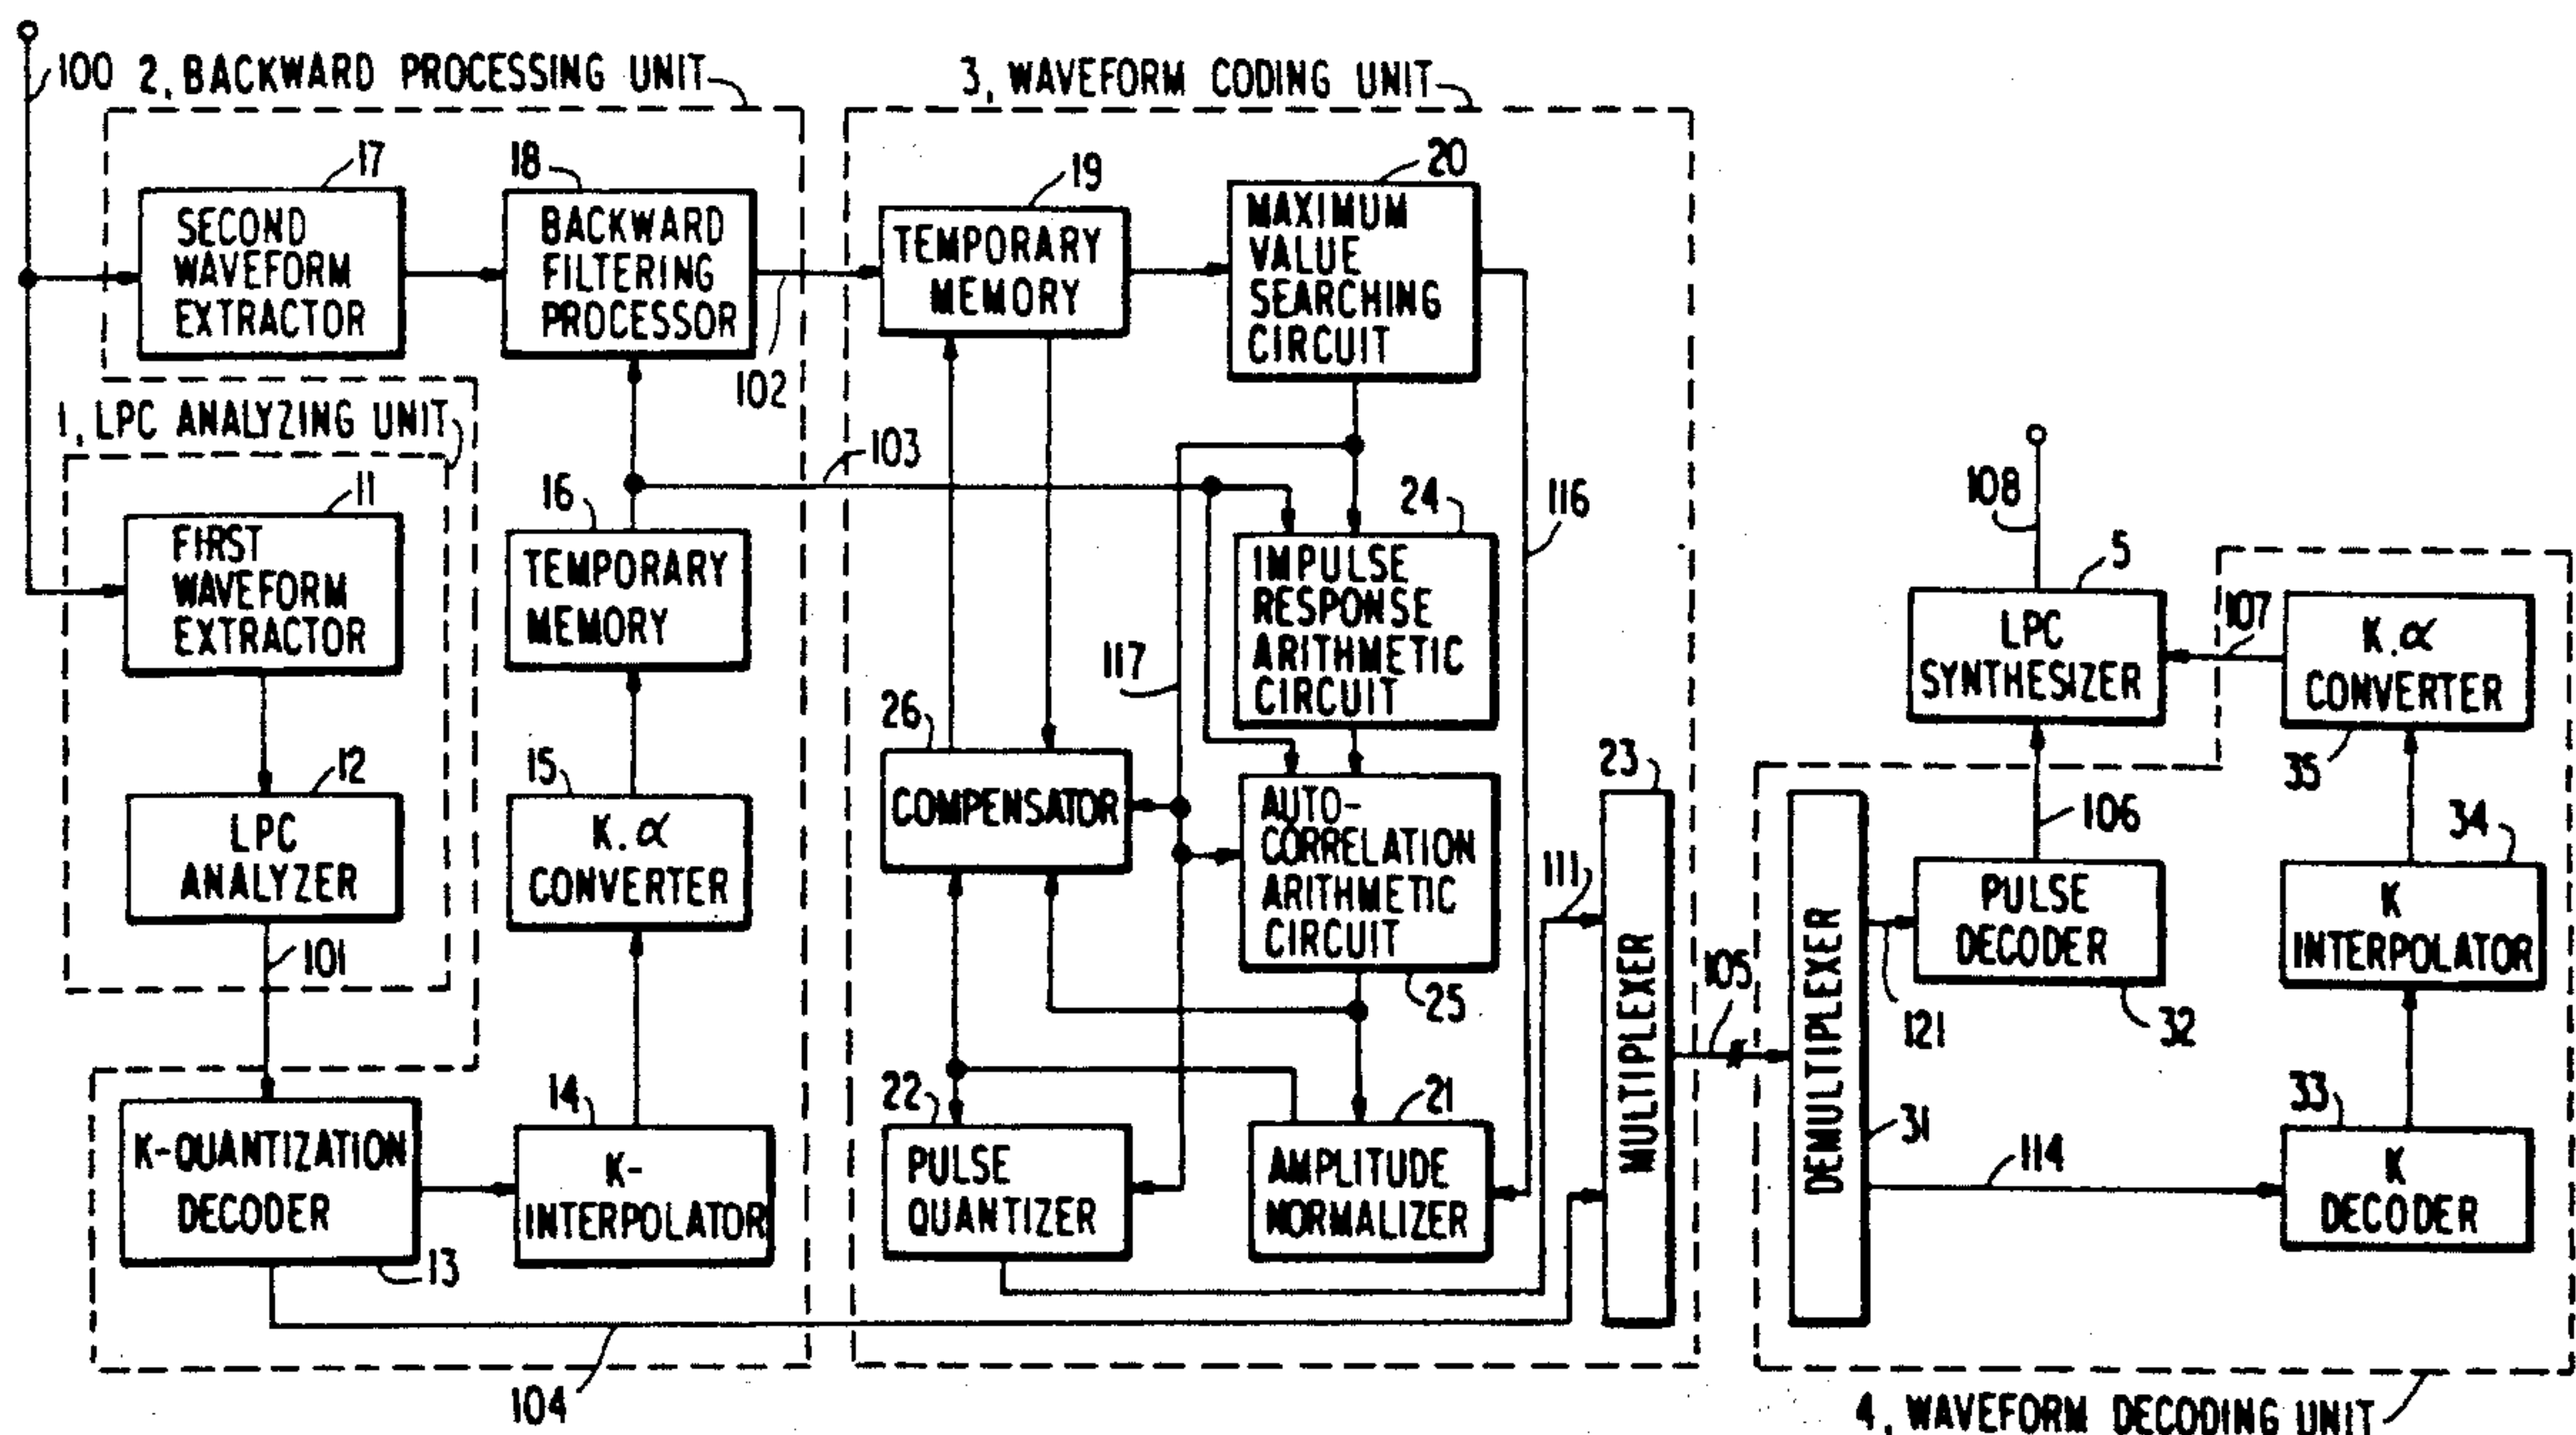 100
2, BACKWARD PROCESSING UNIT
3, WAVEFORM CODING UNIT
17
SECOND
WAVEFORM
EXTRACTOR
18
BACKWARD
FILTERING
PROCESSOR
102
19
TEMPORARY
MEMORY
20
MAXIMUM
VALUE
SEARCHING
CIRCUIT
1, LPC ANALYZING UNIT
11
FIRST
WAVEFORM
EXTRACTOR
12
LPC
ANALYZER
101
K-QUANTIZATION
DECODER
13
14
K-
INTERPOLATOR
15
K.α
CONVERTER
16
TEMPORARY
MEMORY
103
104
24
IMPULSE
RESPONSE
ARITHMETIC
CIRCUIT
116
117
26
COMPENSATOR
AUTO-
CORRELATION
ARITHMETIC
CIRCUIT
25
22
PULSE
QUANTIZER
21
AMPLITUDE
NORMALIZER
111
23
MULTIPLEXER
105
DEMULTIPLEXER
31
121
114
108
5
LPC
SYNTHESIZER
107
106
PULSE
DECODER
32
K.α
CONVERTER
35
34
K
INTERPOLATOR
33
K
DECODER
4, WAVEFORM DECODING UNIT